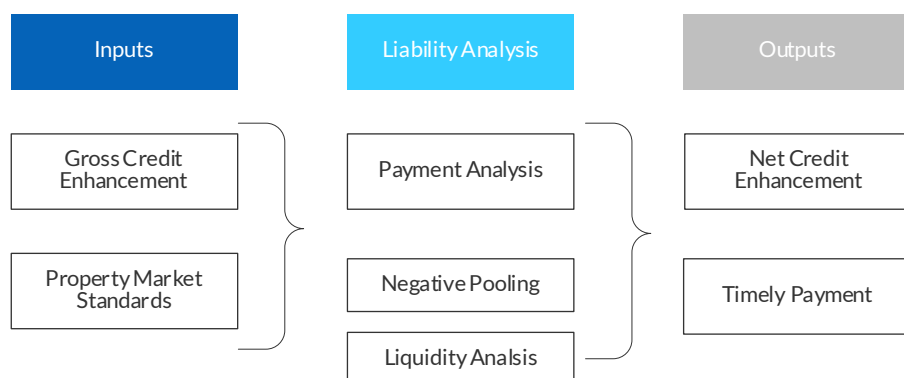 Inputs
Liability Analysis
Outputs
Gross Credit
Enhancement
Payment Analysis
Net Credit
Enhancement
Property Market
Standards
Negative Pooling
Timely Payment
Liquidity Analsis